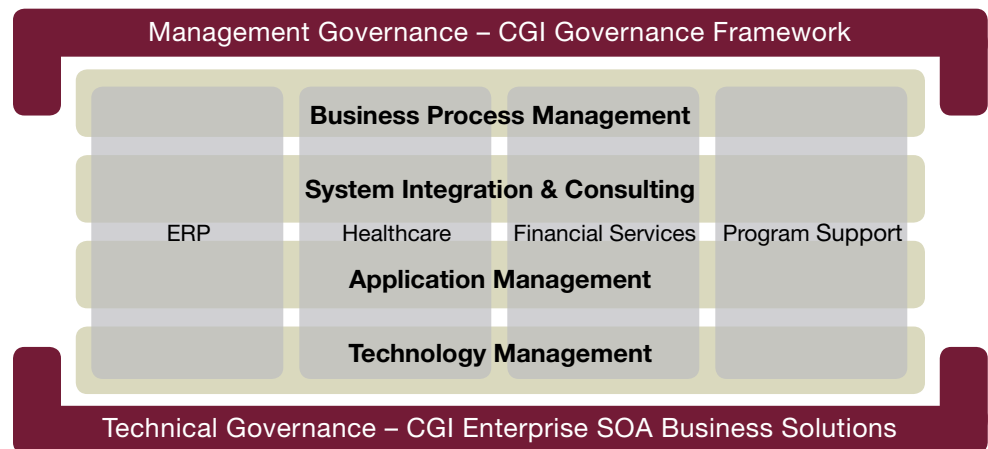 Management Governance – CGI Governance Framework
Business Process Management
System Integration & Consulting
ERP
Healthcare
Financial Services
Program Support
Application Management
Technology Management
Technical Governance – CGI Enterprise SOA Business Solutions